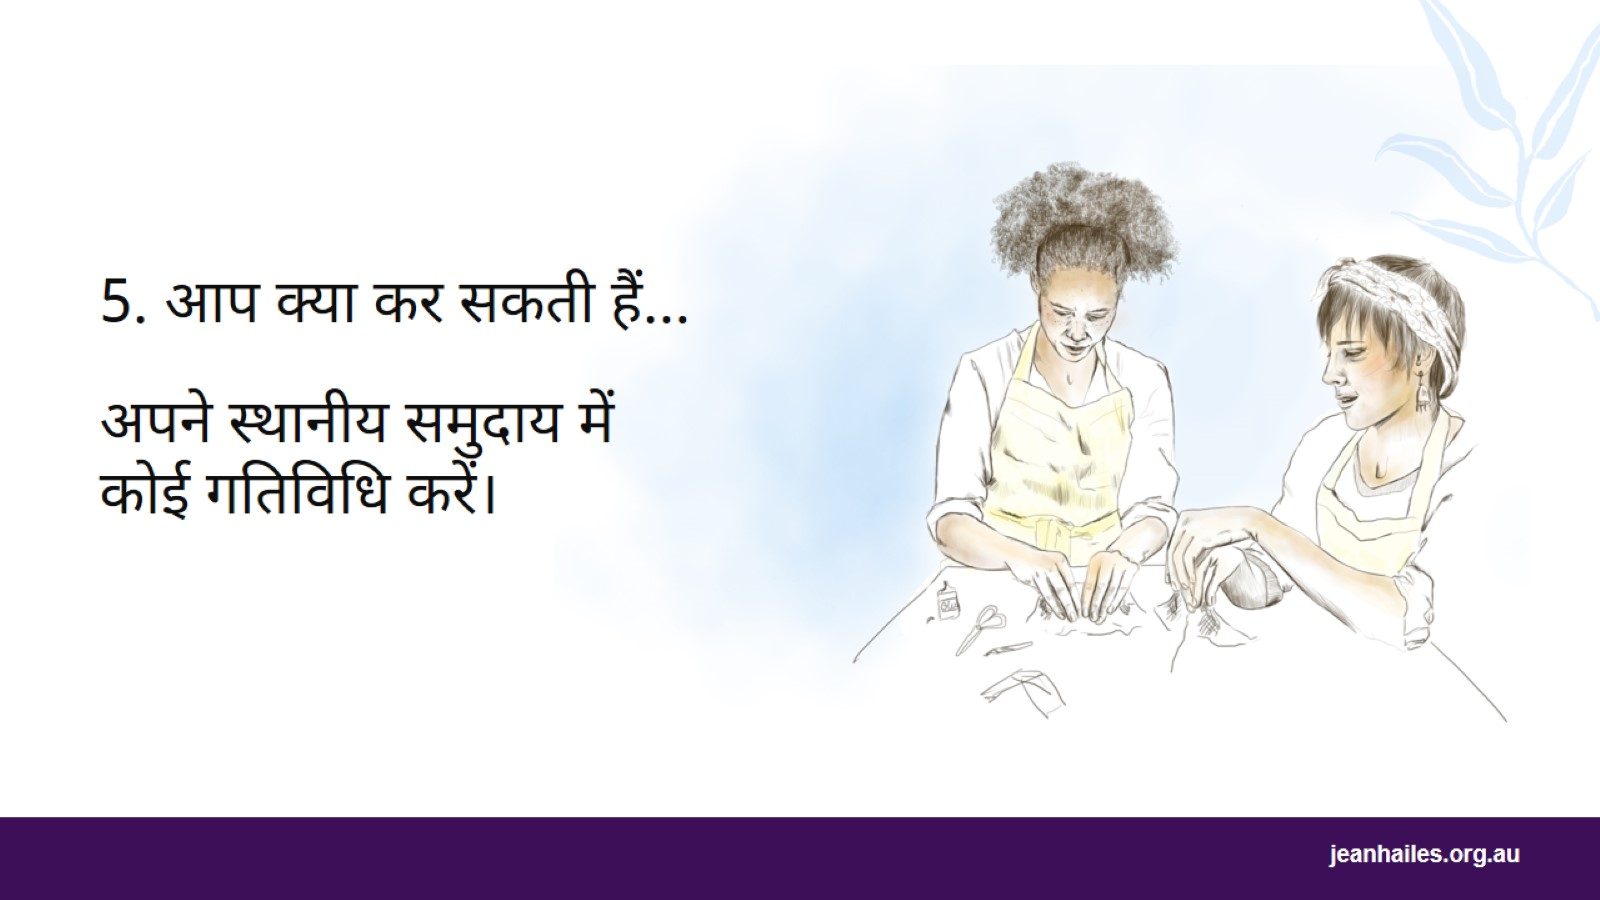 5. आप क्या कर सकती हैं...
अपने स्थानीय समुदाय में
कोई गतिविधि करें।
jeanhailes.org.au